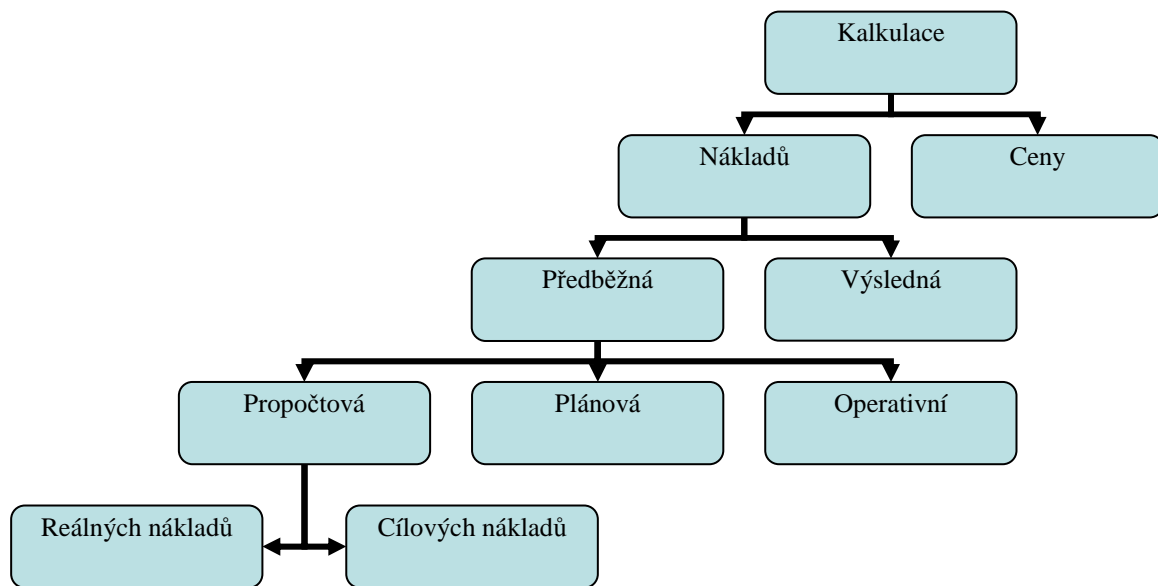 Kalkulace
Nákladů
Ceny
Předběžná
Výsledná
Propočtová
Plánová
Operativní
Reálných nákladů
Cílových nákladů